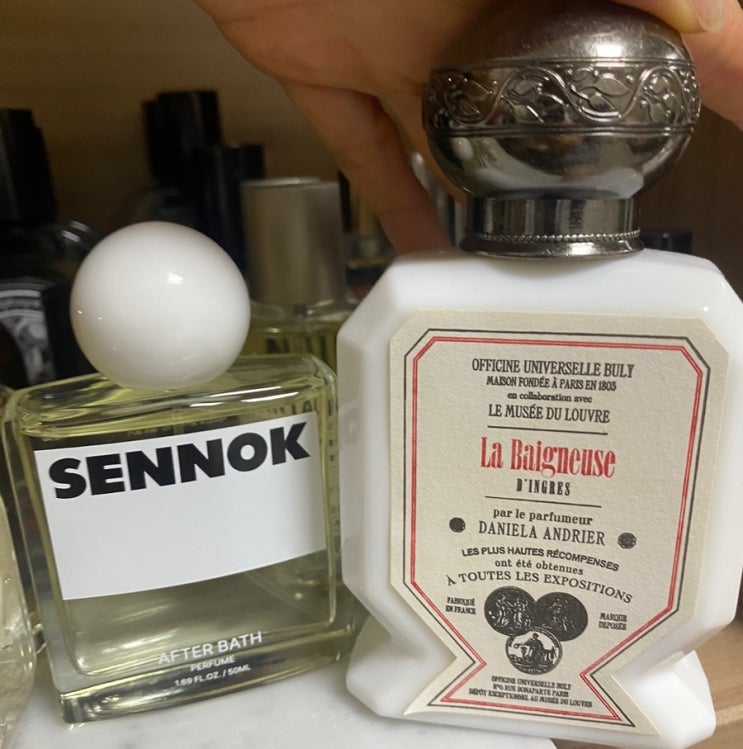 SENNOK
AFTER BATH
PERFUME
1.69 FL.OZ. / 50ML
OFFICINE UNIVERSELLE BULY
MAISON FONDÉE À PARIS EN 1803
en collaboration avec
LE MUSÉE DU LOUVRE
La Baigneuse
D'INGRES
par le parfumeur
DANIELA ANDRIER
LES PLUS HAUTES RÉCOMPENSES
ont été obtenues
À TOUTES LES EXPOSITIONS
FABRIQUÉ
EN FRANCE
MARQUE
DEPOSÉE
OFFICINE UNIVERSELLE BULY
N°6 RUE BONAPARTE PARIS
DÉPÔT EXCEPTIONNEL AU MUSÉE DU LOUVRE